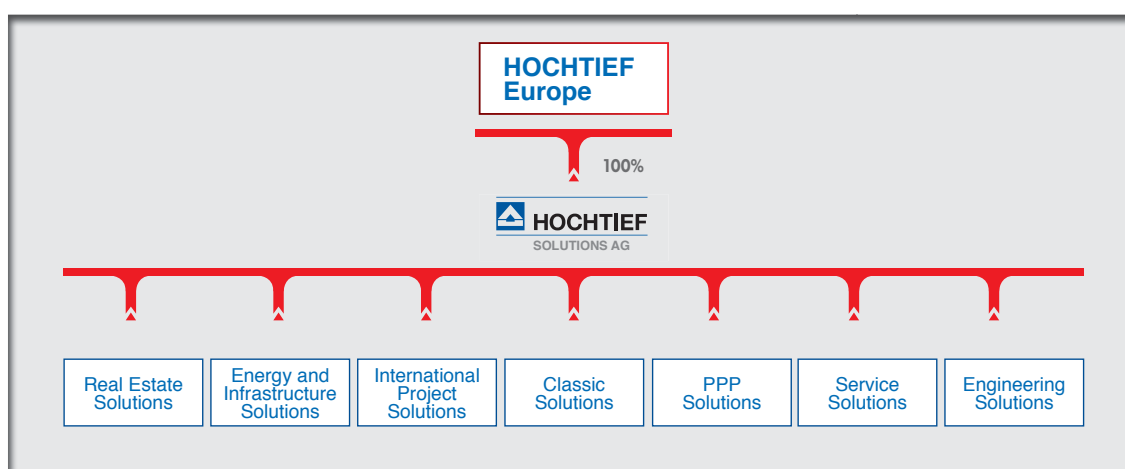 HOCHTIEF
Europe
100%
HOCHTIEF
SOLUTIONS AG
Real Estate
Solutions
Energy and
Infrastructure
Solutions
International
Project
Solutions
Classic
Solutions
PPP
Solutions
Service
Solutions
Engineering
Solutions